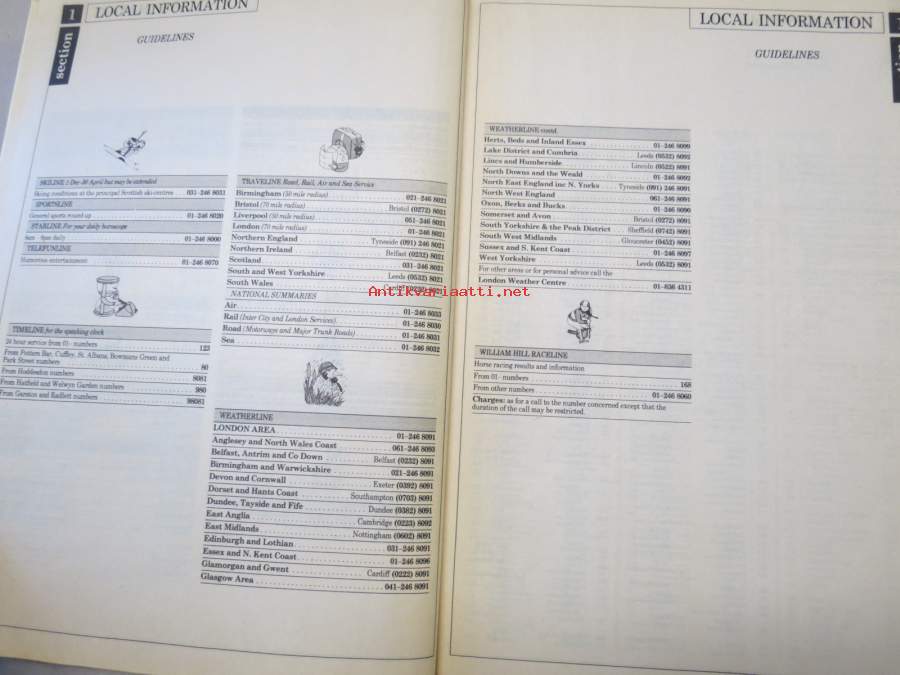 section 1
LOCAL INFORMATION
GUIDELINES
SKILINE 1 Dec-30 April but may be extended
Skiing conditions at the principal Scottish ski centres 031-246 8031
SPORTSLINE
General sports round up 01-246 8020
STARLINE For your daily horoscope
6am 6pm daily 01-246 8000
TELEFUNLINE
Humorous entertainment 01-246 8070
TIMELINE for the speaking clock
24 hour service from 01- numbers 123
From Potters Bar, Cuffley, St. Albans, Bowmans Green and
Park Street numbers 80
From Hoddesdon numbers 8081
From Hatfield and Welwyn Garden numbers 980
From Garston and Radlett numbers 98081
TRAVELINE Road, Rail, Air and Sea Service
Birmingham (50 mile radius) 021-246 8021
Bristol (70 mile radius) Bristol (0272) 8021
Liverpool (50 mile radius) 051-246 8021
London (70 mile radius) 01-246 8021
Northern England Tyneside (091) 246 8021
Northern Ireland Belfast (0232) 8021
Scotland 031-246 8021
South and West Yorkshire Leeds (0532) 8021
South Wales Cardiff (0222) 8021
NATIONAL SUMMARIES
Air 01-246 8033
Rail (Inter City and London Services) 01-246 8030
Road (Motorways and Major Trunk Roads) 01-246 8031
Sea 01-246 8032
WEATHERLINE
LONDON AREA 01-246 8091
Anglesey and North Wales Coast 061-246 8093
Belfast, Antrim and Co Down Belfast (0232) 8091
Birmingham and Warwickshire 021-246 8091
Devon and Cornwall Exeter (0392) 8091
Dorset and Hants Coast Southampton (0703) 8091
Dundee, Tayside and Fife Dundee (0382) 8091
East Anglia Cambridge (0223) 8092
East Midlands Nottingham (0602) 8091
Edinburgh and Lothian 031-246 8091
Essex and N. Kent Coast 01-246 8096
Glamorgan and Gwent Cardiff (0222) 8091
Glasgow Area 041-246 8091
LOCAL INFORMATION
GUIDELINES
WEATHERLINE contd.
Herts, Beds and Inland Essex 01-246 8099
Lake District and Cumbria Leeds (0532) 8092
Lincs and Humberside Lincoln (0522) 8091
North Downs and the Weald 01-246 8092
North East England inc N. Yorks Tyneside (091) 246 8091
North West England 061-246 8091
Oxon, Berks and Bucks 01-246 8090
Somerset and Avon Bristol (0272) 8091
South Yorkshire & the Peak District Sheffield (0742) 8091
South West Midlands Gloucester (0452) 8091
Sussex and S. Kent Coast 01-246 8097
West Yorkshire Leeds (0532) 8091
For other areas or for personal advice call the
London Weather Centre 01-836 4311
WILLIAM HILL RACELINE
Horse racing results and information
From 01- numbers 168
From other numbers 01-246 8060
Charges: as for a call to the number concerned except that the
duration of the call may be restricted.
Antikvariaatti.net